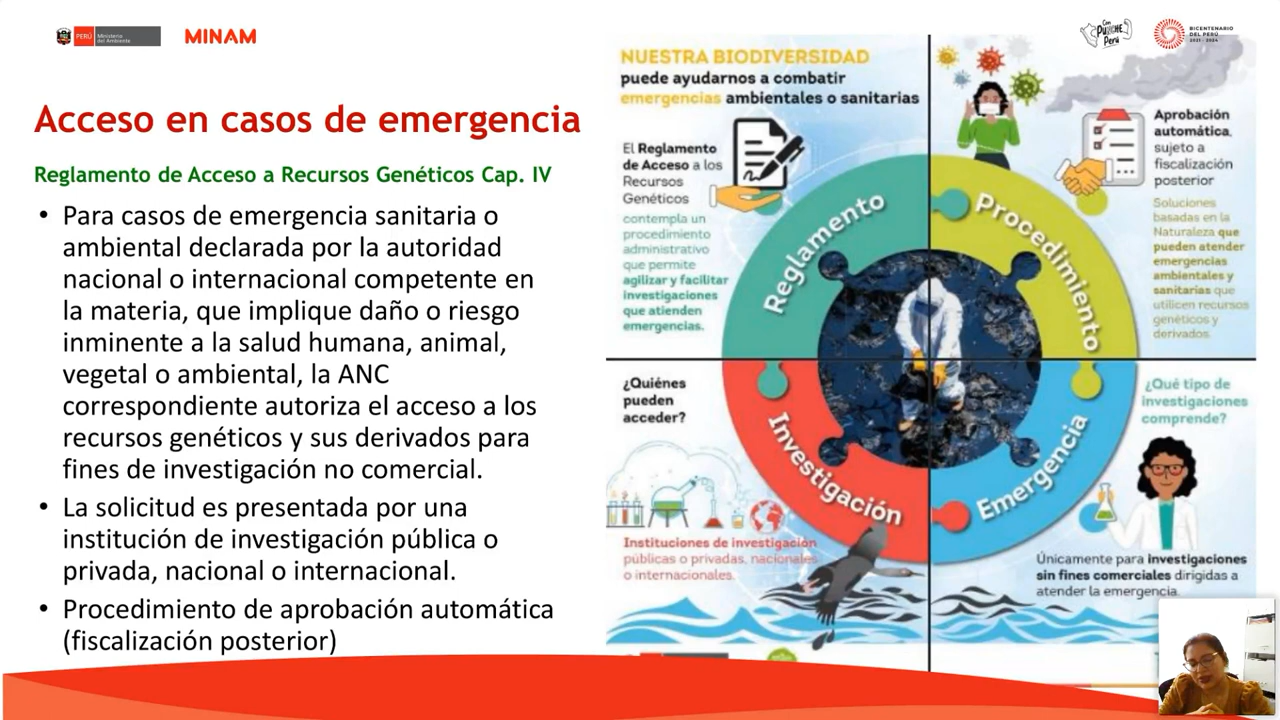 PERÚ
Ministerio
del Ambiente
MINAM
Con
PUNCHE
Perú
BICENTENARIO
DEL PERÚ
2021 - 2024
Acceso en casos de emergencia
Reglamento de Acceso a Recursos Genéticos Cap. IV
• Para casos de emergencia sanitaria o
ambiental declarada por la autoridad
nacional o internacional competente en
la materia, que implique daño o riesgo
inminente a la salud humana, animal,
vegetal o ambiental, la ANC
correspondiente autoriza el acceso a los
recursos genéticos y sus derivados para
fines de investigación no comercial.
• La solicitud es presentada por una
institución de investigación pública o
privada, nacional o internacional.
• Procedimiento de aprobación automática
(fiscalización posterior)
NUESTRA BIODIVERSIDAD
puede ayudarnos a combatir
emergencias ambientales o sanitarias
El Reglamento
de Acceso a los
Recursos
Genéticos
contempla un
procedimiento
administrativo
que permite
agilizar y facilitar
investigaciones
que atienden
emergencias.
Reglamento
Procedimiento
Aprobación
automática,
sujeto a
fiscalización
posterior
Soluciones
basadas en la
Naturaleza que
pueden atender
emergencias
ambientales y
sanitarias que
utilicen recursos
genéticos y
derivados.
¿Quiénes
pueden
acceder?
Investigación
Instituciones de investigación
públicas o privadas, nacionales
o internacionales.
Emergencia
¿Qué tipo de
investigaciones
comprende?
Únicamente para investigaciones
sin fines comerciales dirigidas a
atender la emergencia.